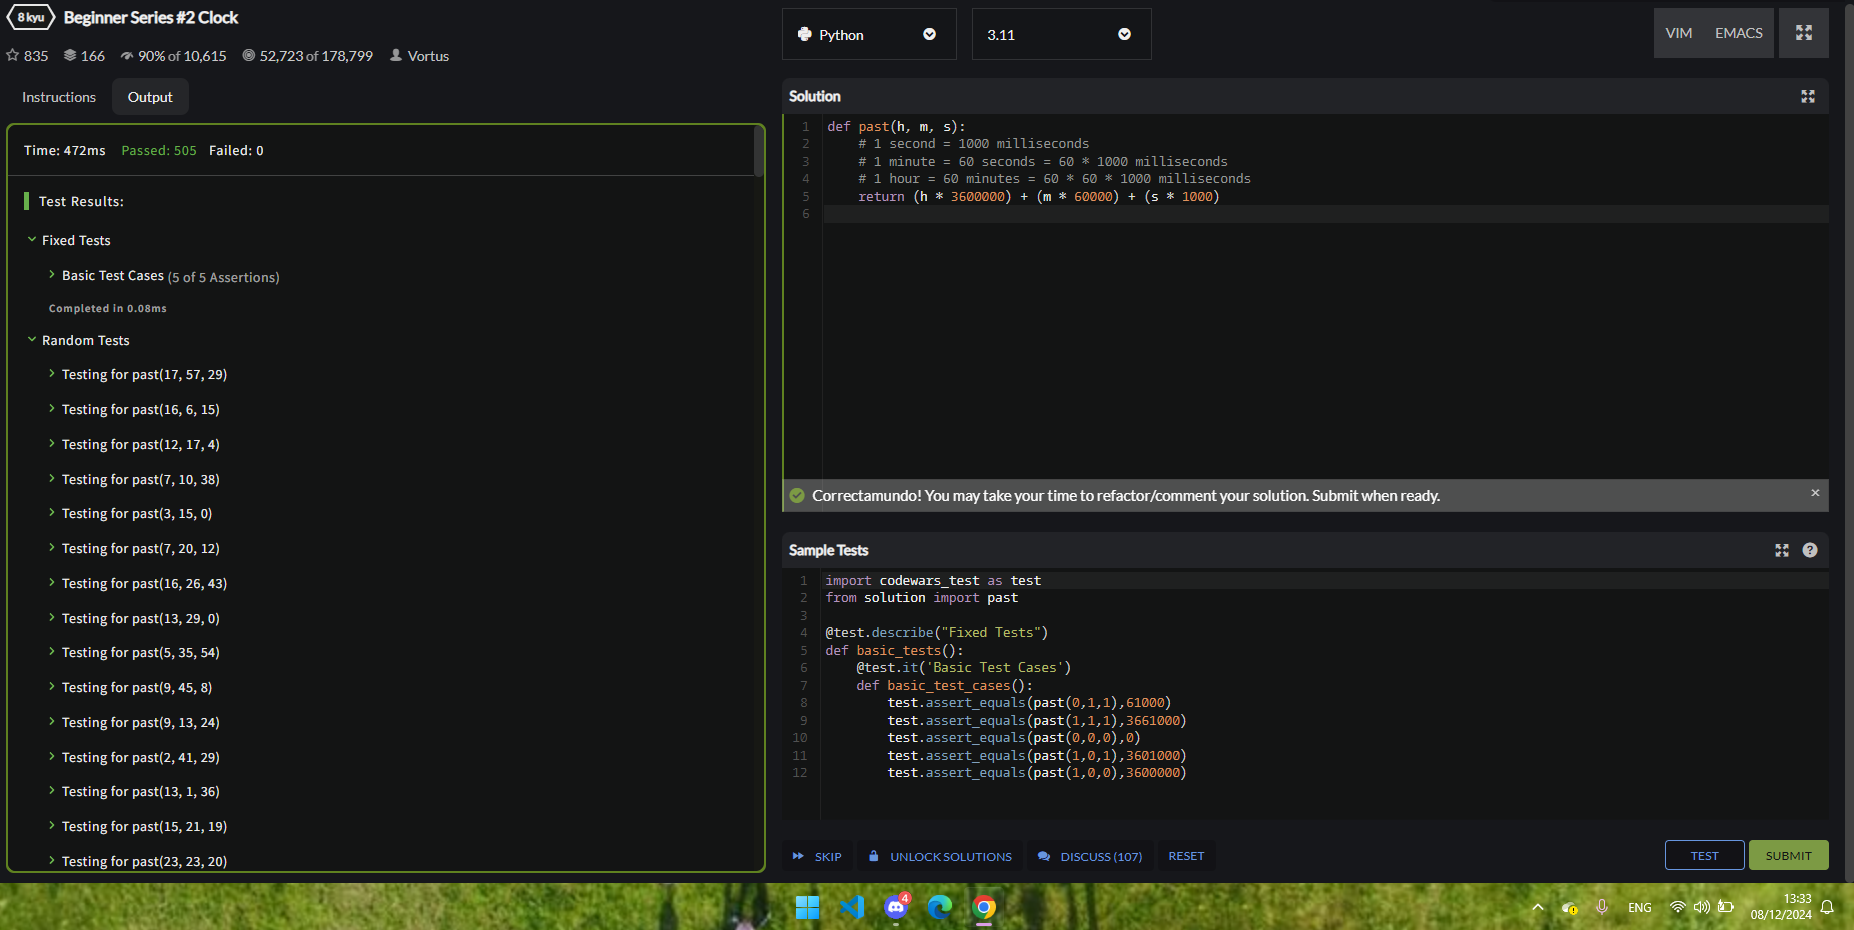 8 kyu Beginner Series #2 Clock
835 166 90% of 10,615 52,723 of 178,799 Vortus
Instructions Output
Time: 472ms Passed: 505 Failed: 0
Test Results:
Fixed Tests
Basic Test Cases (5 of 5 Assertions)
Completed in 0.08ms
Random Tests
Testing for past(17, 57, 29)
Testing for past(16, 6, 15)
Testing for past(12, 17, 4)
Testing for past(7, 10, 38)
Testing for past(3, 15, 0)
Testing for past(7, 20, 12)
Testing for past(16, 26, 43)
Testing for past(13, 29, 0)
Testing for past(5, 35, 54)
Testing for past(9, 45, 8)
Testing for past(9, 13, 24)
Testing for past(2, 41, 29)
Testing for past(13, 1, 36)
Testing for past(15, 21, 19)
Testing for past(23, 23, 20)
Python 3.11 VIM EMACS
Solution
1 def past(h, m, s):
2 # 1 second = 1000 milliseconds
3 # 1 minute = 60 seconds = 60 * 1000 milliseconds
4 # 1 hour = 60 minutes = 60 * 60 * 1000 milliseconds
5 return (h * 3600000) + (m * 60000) + (s * 1000)
6
Correctamundo! You may take your time to refactor/comment your solution. Submit when ready. ×
Sample Tests ?
1 import codewars_test as test
2 from solution import past
3
4 @test.describe("Fixed Tests")
5 def basic_tests():
6 @test.it('Basic Test Cases')
7 def basic_test_cases():
8 test.assert_equals(past(0,1,1),61000)
9 test.assert_equals(past(1,1,1),3661000)
10 test.assert_equals(past(0,0,0),0)
11 test.assert_equals(past(1,0,1),3601000)
12 test.assert_equals(past(1,0,0),3600000)
SKIP UNLOCK SOLUTIONS DISCUSS (107) RESET TEST SUBMIT
4 ENG 13:33
08/12/2024